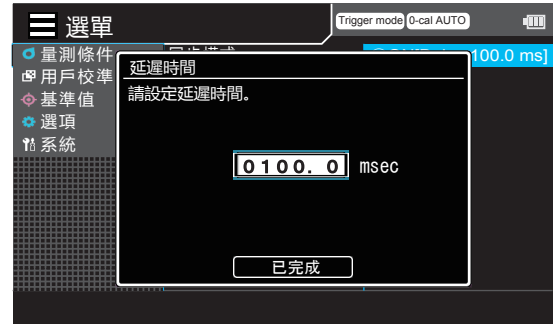 選單
Trigger mode
0-cal AUTO
量測條件
用戶校準
基準值
選項
系統
100.0 ms]
延遲時間
請設定延遲時間。
0100. 0 msec
已完成